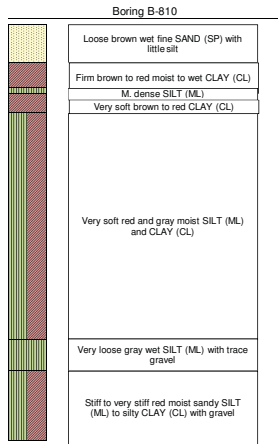 Boring B-810
Loose brown wet fine SAND (SP) with
little silt
Firm brown to red moist to wet CLAY (CL)
M. dense SILT (ML)
Very soft brown to red CLAY (CL)
Very soft red and gray moist SILT (ML)
and CLAY (CL)
Very loose gray wet SILT (ML) with trace
gravel
Stiff to very stiff red moist sandy SILT
(ML) to silty CLAY (CL) with gravel